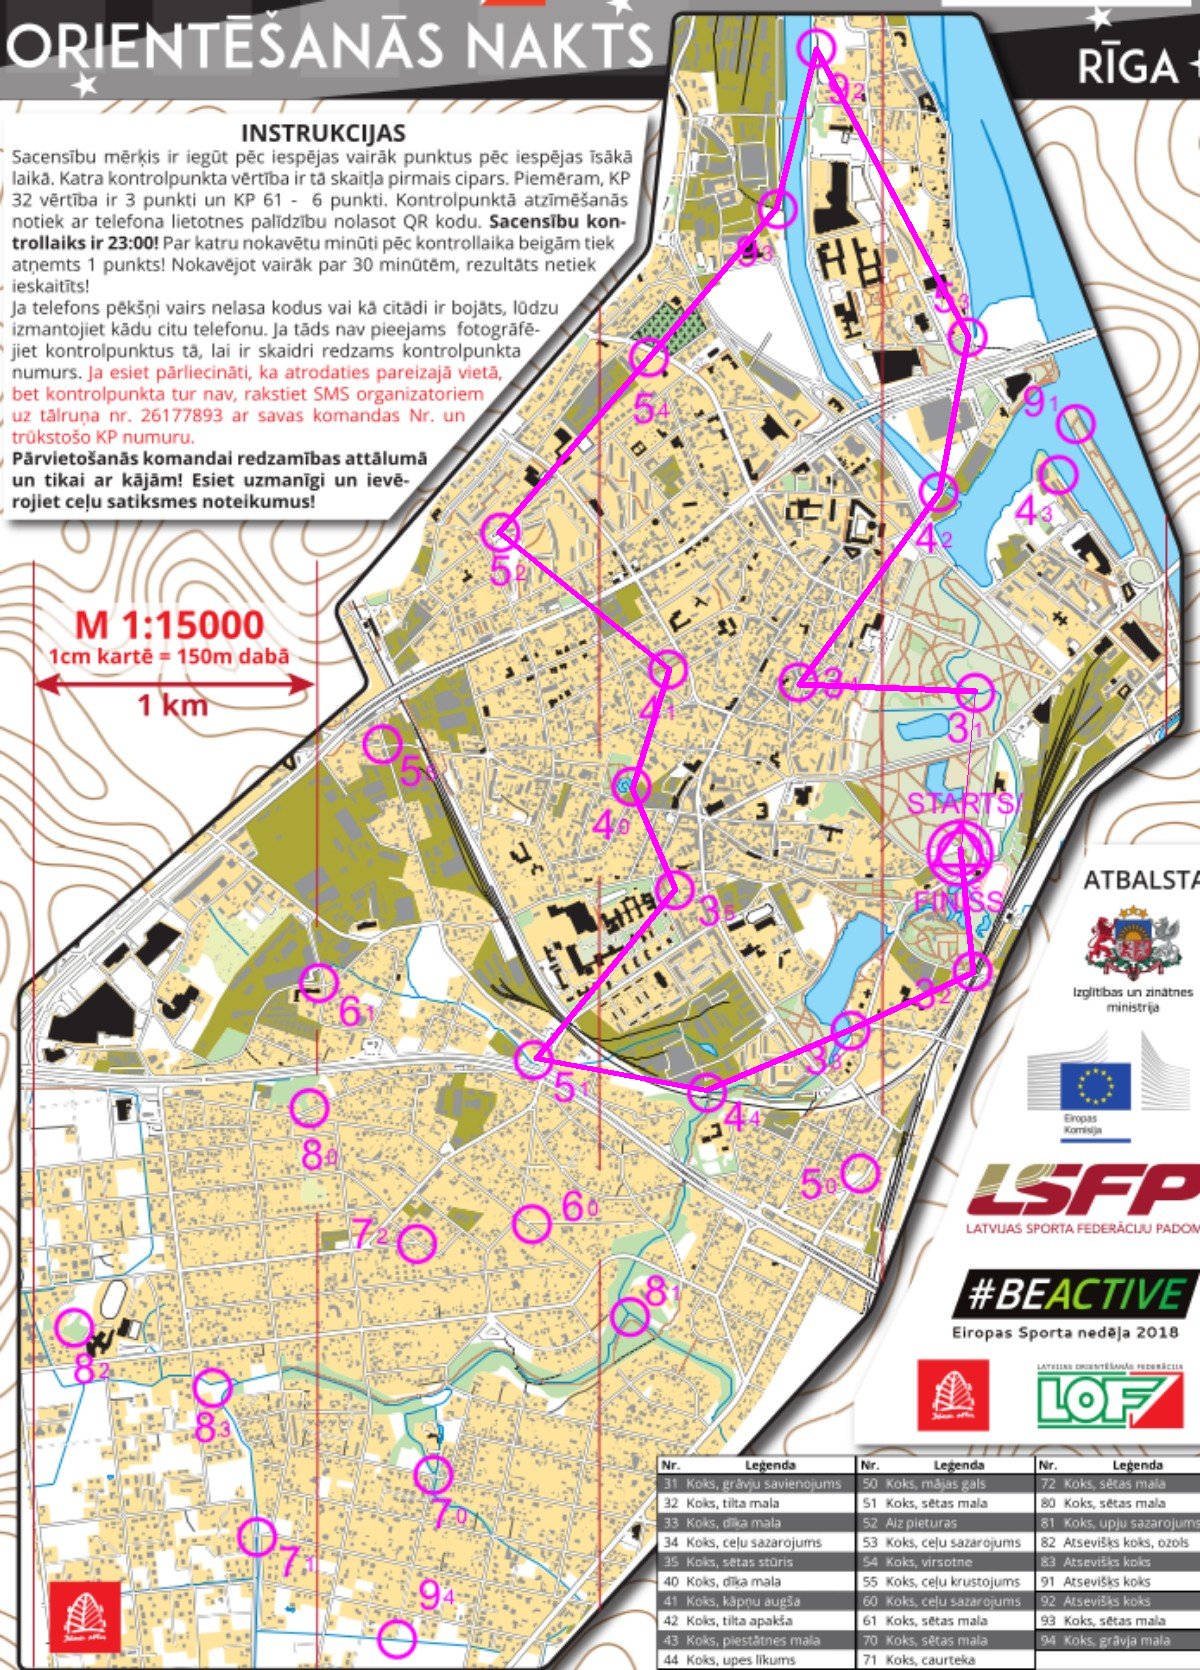 ORIENTĒŠANĀS NAKTS
RĪGA
INSTRUKCIJAS
Sacensību mērķis ir iegūt pēc iespējas vairāk punktus pēc iespējas īsākā
laikā. Katra kontrolpunkta vērtība ir tā skaitļa pirmais cipars. Piemēram, KP
32 vērtība ir 3 punkti un KP 61 - 6 punkti. Kontrolpunktā atzīmēšanās
notiek ar telefona lietotnes palīdzību nolasot QR kodu. Sacensību kon-
trollaiks ir 23:00! Par katru nokavētu minūti pēc kontrollaika beigām tiek
atņemts 1 punkts! Nokavējot vairāk par 30 minūtēm, rezultāts netiek
ieskaitīts!
Ja telefons pēkšņi vairs nelasa kodus vai kā citādi ir bojāts, lūdzu
izmantojiet kādu citu telefonu. Ja tāds nav pieejams fotogrāfē-
jiet kontrolpunktus tā, lai ir skaidri redzams kontrolpunkta
numurs. Ja esiet pārliecināti, ka atrodaties pareizajā vietā,
bet kontrolpunkta tur nav, rakstiet SMS organizatoriem
uz tālruņa nr. 26177893 ar savas komandas Nr. un
trūkstošo KP numuru.
Pārvietošanās komandai redzamības attālumā
un tikai ar kājām! Esiet uzmanīgi un ievē-
rojiet ceļu satiksmes noteikumus!
M 1:15000
1cm kartē = 150m dabā
1 km
92
93
53
54
91
43
42
52
34
31
41
55
40
STARTS
FINIŠS
35
32
61
33
51
44
80
50
60
72
81
82
83
70
71
94
ATBALSTA
Izglītības un zinātnes
ministrija
Eiropas
Komisija
LSFP
LATVIJAS SPORTA FEDERĀCIJU PADOM
#BEACTIVE
Eiropas Sporta nedēļa 2018
LATVIJAS ORIENTĒŠANĀS FEDERĀCIJA
LOF
Nr. Leģenda Nr. Leģenda Nr. Leģenda
31 Koks, grāvju savienojums 50 Koks, mājas gals 72 Koks, sētas mala
32 Koks, tilta mala 51 Koks, sētas mala 80 Koks, sētas mala
33 Koks, dīķa mala 52 Aiz pieturas 81 Koks, upju sazarojums
34 Koks, ceļu sazarojums 53 Koks, ceļu sazarojums 82 Atsevišķs koks, ozols
35 Koks, sētas stūris 54 Koks, virsotne 83 Atsevišķs koks
40 Koks, dīķa mala 55 Koks, ceļu krustojums 91 Atsevišķs koks
41 Koks, kāpņu augša 60 Koks, ceļu sazarojums 92 Atsevišķs koks
42 Koks, tilta apakša 61 Koks, sētas mala 93 Koks, sētas mala
43 Koks, piestātnes mala 70 Koks, sētas mala 94 Koks, grāvja mala
44 Koks, upes līkums 71 Koks, caurteka